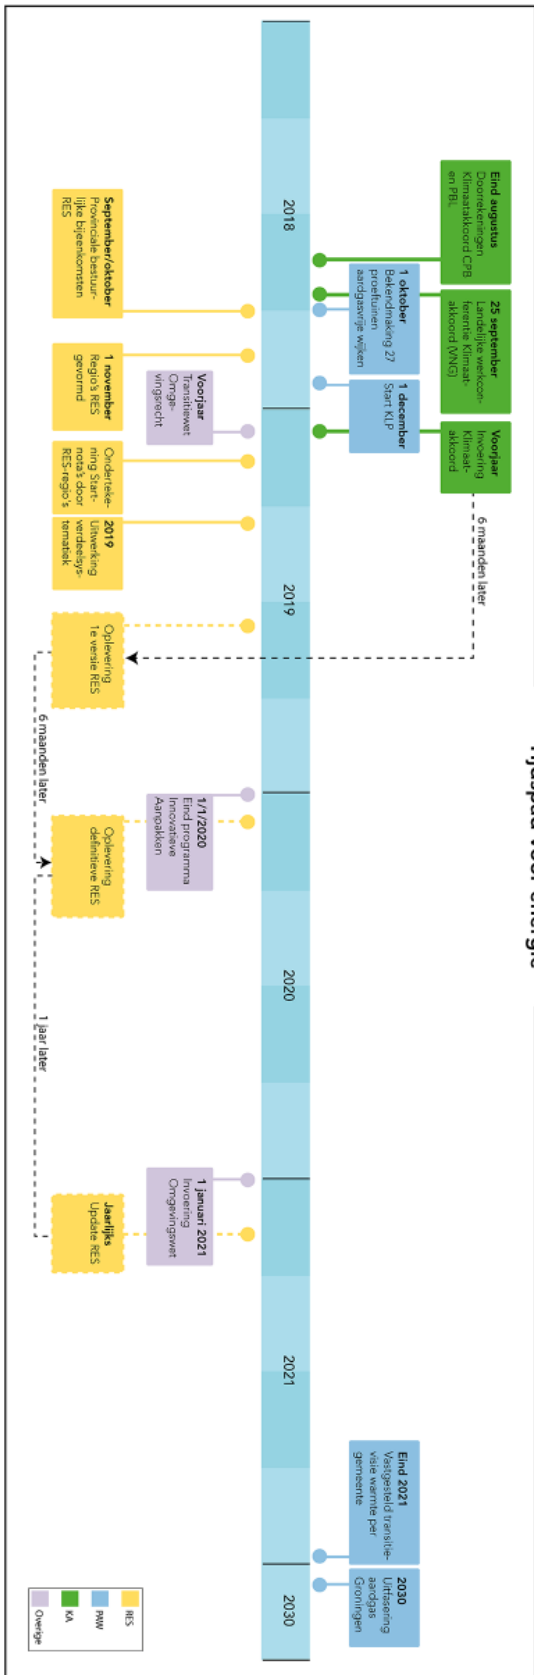 Eind augustus
Doorrekeningen
Klimaatakkoord CPB
en PBL
25 september
Landelijke werkcon-
ferentie Klimaat-
akkoord (VNG)
Voorjaar
Invoering
Klimaat-
akkoord
1 oktober
Bekendmaking 27
proeftuinen
aardgasvrije wijken
1 december
Start KLP
Eind 2021
Vastgesteld transitie-
visie warmte per
gemeente
2030
Uitfasering
aardgas
Groningen
6 maanden later
2018
2019
2020
2021
2030
Voorjaar
Transitiewet
Omge-
vingsrecht
1/1/2020
Eind programma
Innovatieve
Aanpakken
1 januari 2021
Invoering
Omgevingswet
September/oktober
Provinciale bestuur-
lijke bijeenkomsten
RES
1 november
Regio's RES
gevormd
Onderteke-
ning Start-
nota's door
RES-regio's
2019
Uitwerking
verdeelsys-
tematiek
Oplevering
1e versie RES
Oplevering
definitieve RES
Jaarlijks
Update RES
6 maanden later
1 jaar later
RES
PAW
KA
Overige